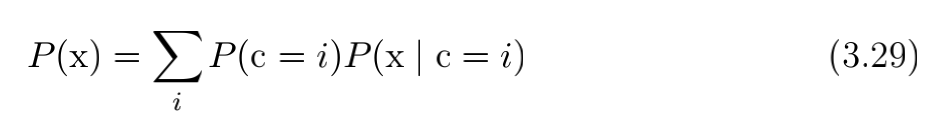 P(x) = ∑_i P(c = i)P(x | c = i) (3.29)